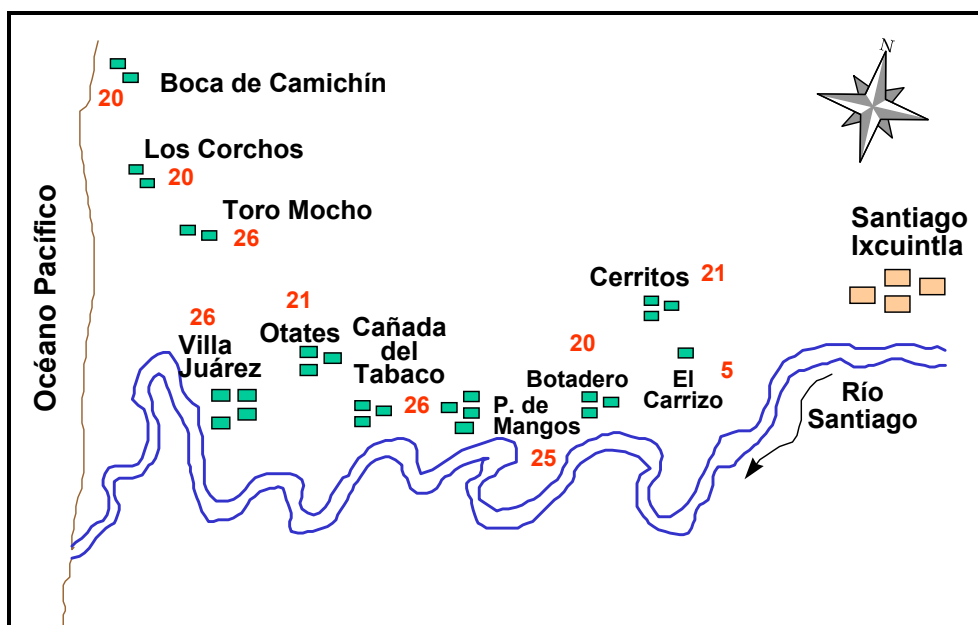 N
Boca de Camichín
20
Los Corchos
20
Toro Mocho
26
Océano Pacífico
Santiago
Ixcuintla
Cerritos
21
26
Villa
Juárez
21
Otates
Cañada
del
Tabaco
26
20
Botadero
P. de
Mangos
25
El
Carrizo
5
Río
Santiago